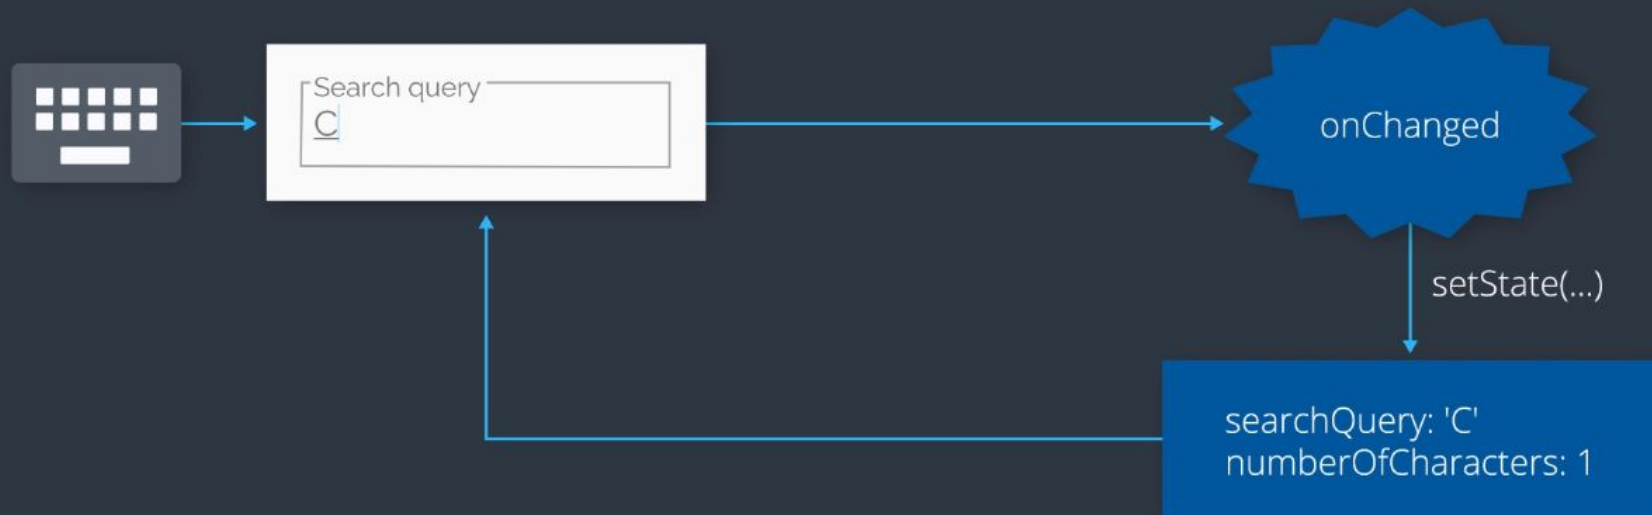 Search query
C
onChanged
setState(...)
searchQuery: 'C'
numberOfCharacters: 1